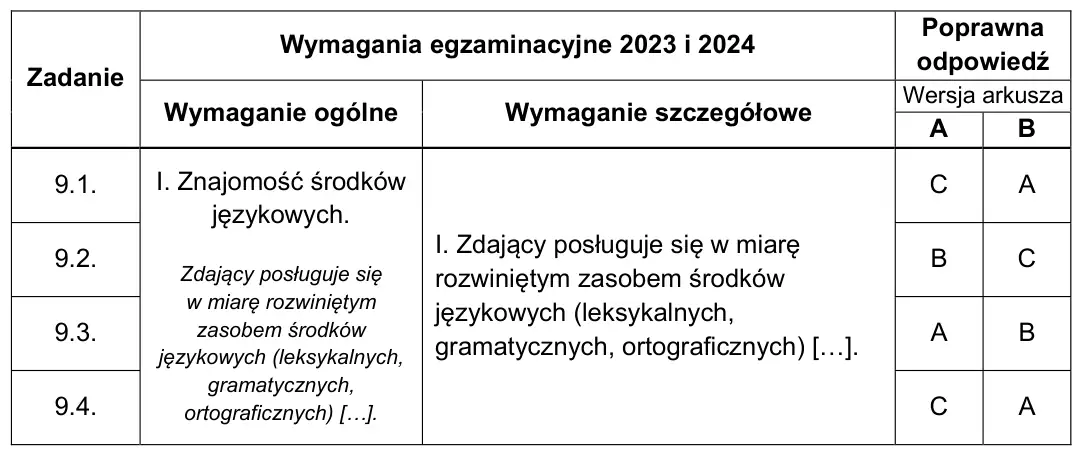 Zadanie
Wymagania egzaminacyjne 2023 i 2024
Poprawna
odpowiedź
Wymaganie ogólne
Wymaganie szczegółowe
Wersja arkusza
A B
9.1.
I. Znajomość środków
językowych.
Zdający posługuje się
w miarę rozwiniętym
zasobem środków
językowych (leksykalnych,
gramatycznych,
ortograficznych) […].
I. Zdający posługuje się w miarę
rozwiniętym zasobem środków
językowych (leksykalnych,
gramatycznych, ortograficznych) […].
C A
9.2.
B C
9.3.
A B
9.4.
C A